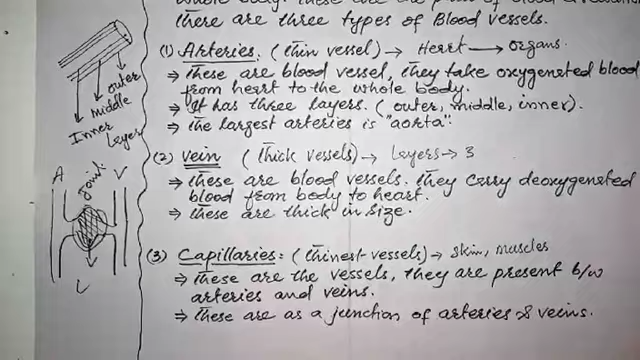 there are three types of Blood vessels.
(1) Arteries. (thin vessel) → Heart → organs.
⇒ these are blood vessel, they take oxygenated blood
from heart to the whole body.
⇒ It has three layers. (outer, middle, inner).
⇒ the largest arteries is "aorta".
(2) vein (thick vessels) → Layers → 3
⇒ these are blood vessels. they carry deoxygenated
blood from body to heart.
⇒ these are thick in size.
(3) Capillaries: (thinest vessels) → skin, muscles
⇒ these are the vessels, they are present b/w
arteries and veins.
⇒ these are as a junction of arteries & veins.
outer
middle
Inner
Layer
A
Joint
V